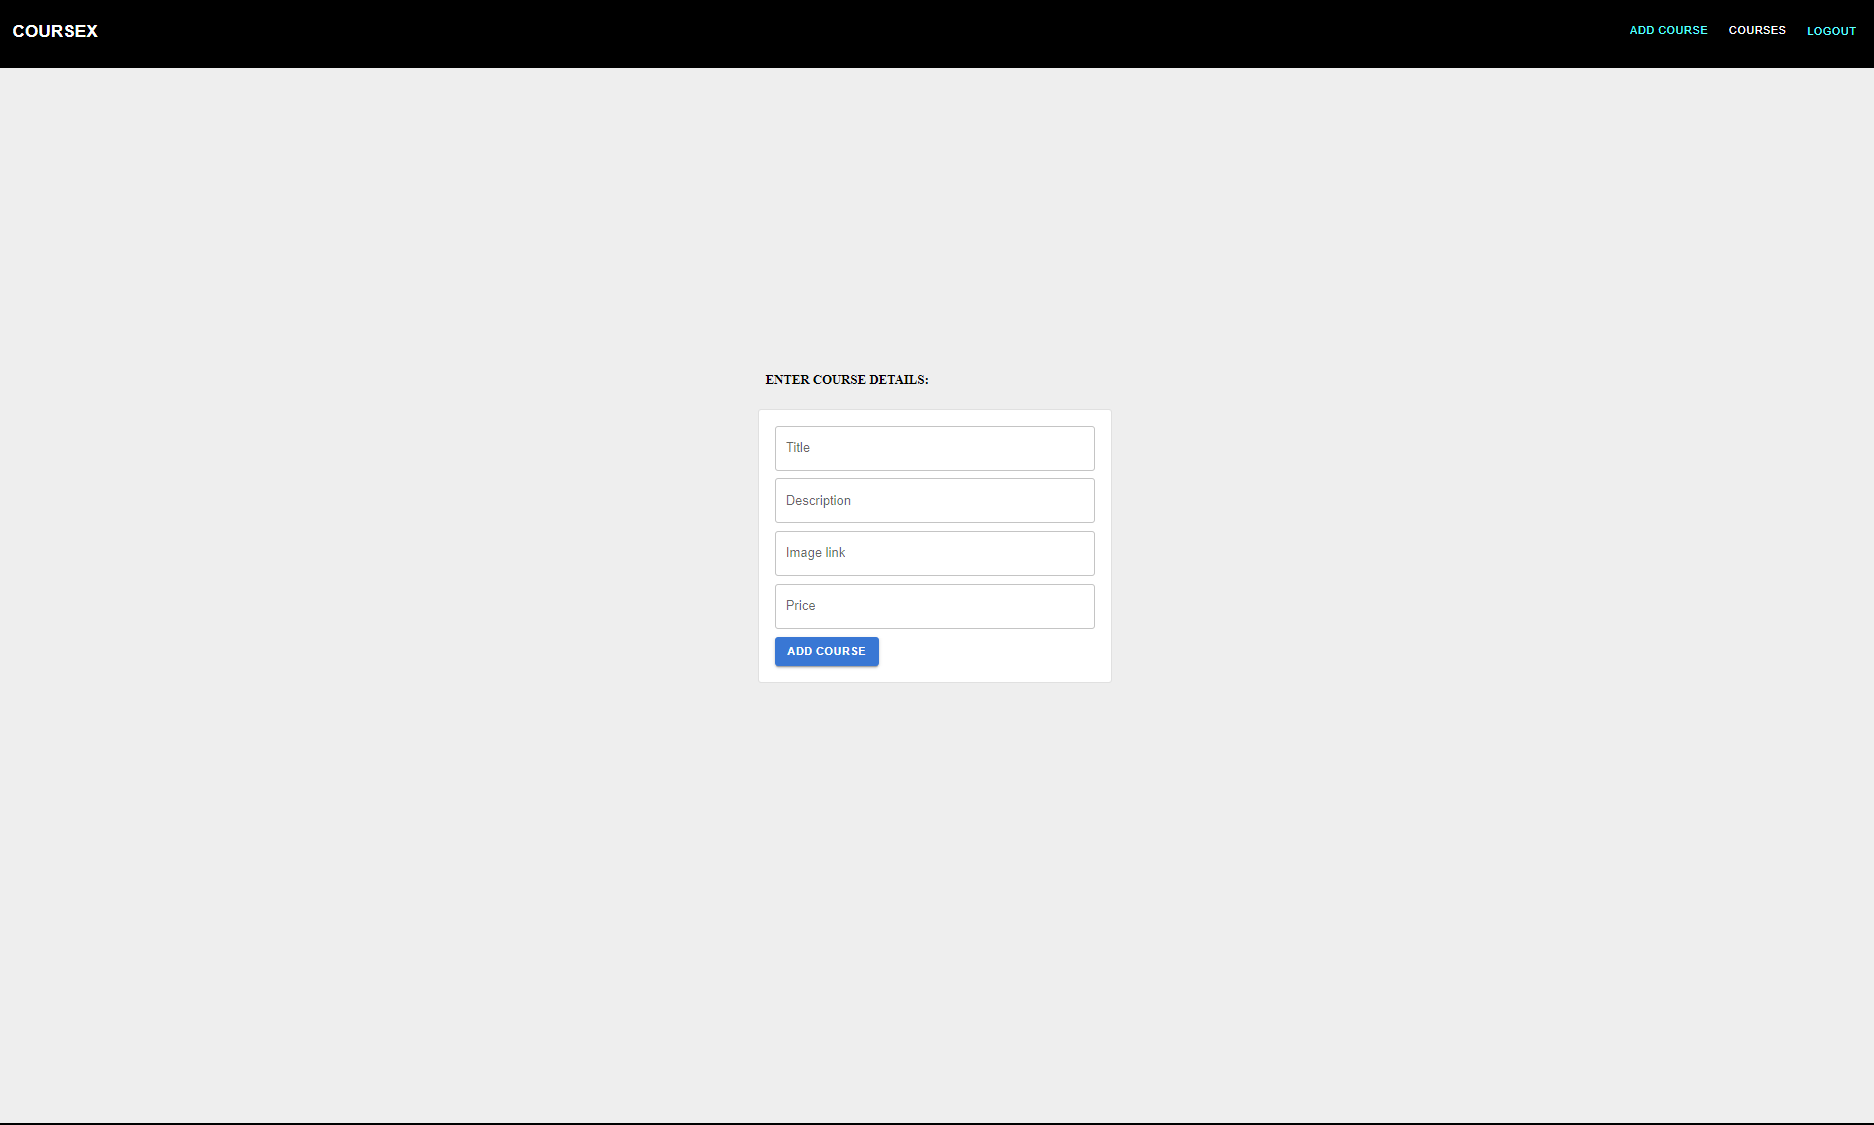 COURSEX
ADD COURSE COURSES LOGOUT
ENTER COURSE DETAILS:
Title
Description
Image link
Price
ADD COURSE